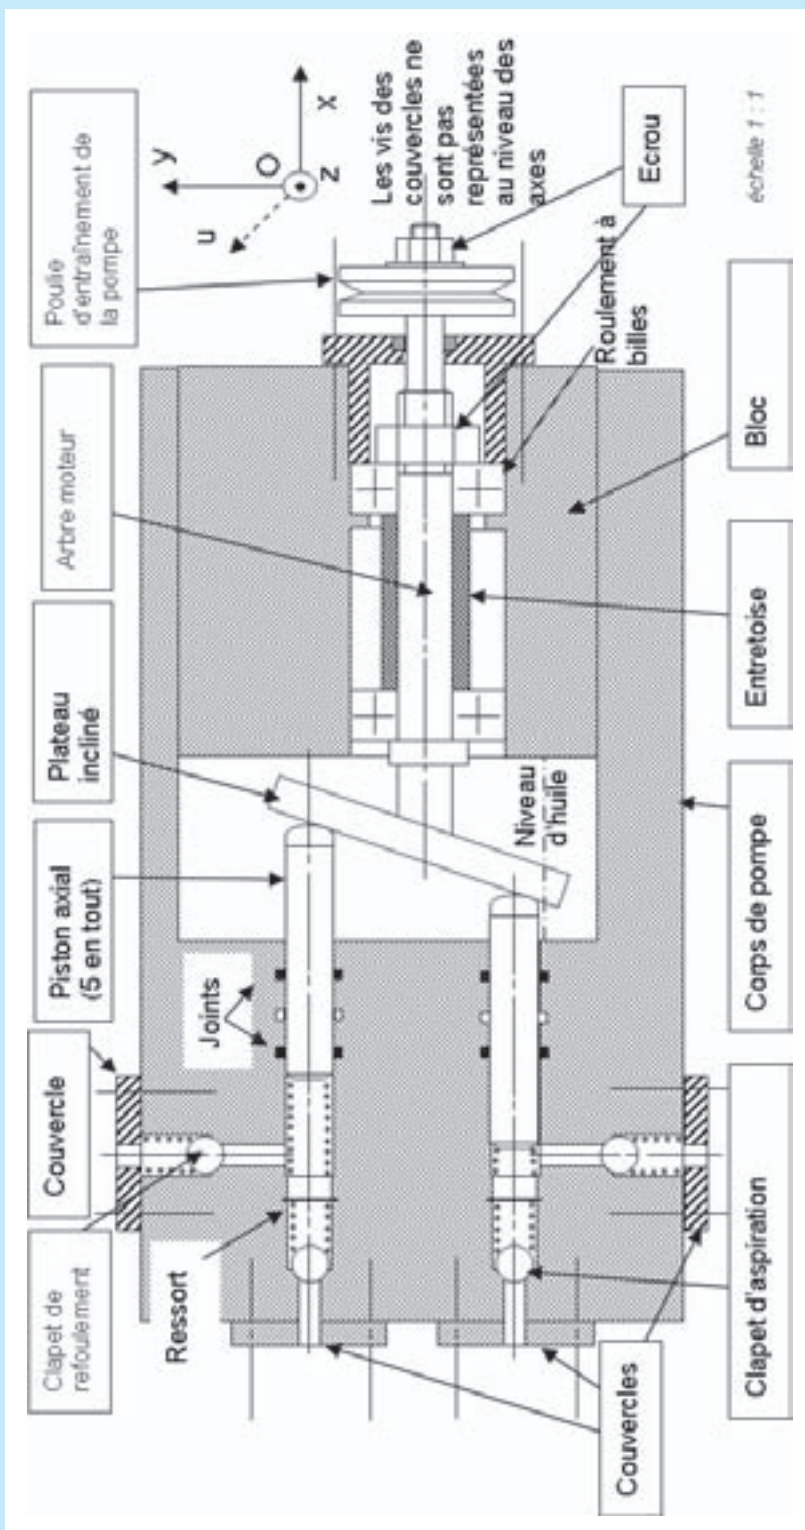 Clapet de
refoulement
Couvercle
Piston axial
(5 en tout)
Plateau
incliné
Arbre moteur
Poulie
d'entraînement de
la pompe
y
O
x
z
u
Les vis des
couvercles ne
sont pas
représentées
au niveau des
axes
Ecrou
Joints
Ressort
Niveau
d'huile
Roulement à
billes
échelle 1 : 1
Couvercles
Clapet d'aspiration
Corps de pompe
Entretoise
Bloc